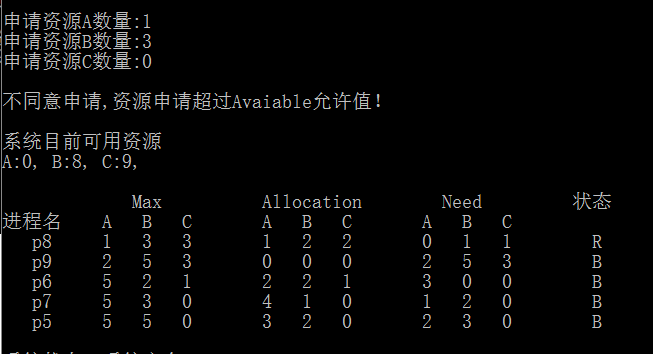 申请资源A数量:1
申请资源B数量:3
申请资源C数量:0
不同意申请,资源申请超过Avaiable允许值!
系统目前可用资源
A:0, B:8, C:9,
Max Allocation Need 状态
进程名 A B C A B C A B C
p8 1 3 3 1 2 2 0 1 1 R
p9 2 5 3 0 0 0 2 5 3 B
p6 5 2 1 2 2 1 3 0 0 B
p7 5 3 0 4 1 0 1 2 0 B
p5 5 5 0 3 2 0 2 3 0 B